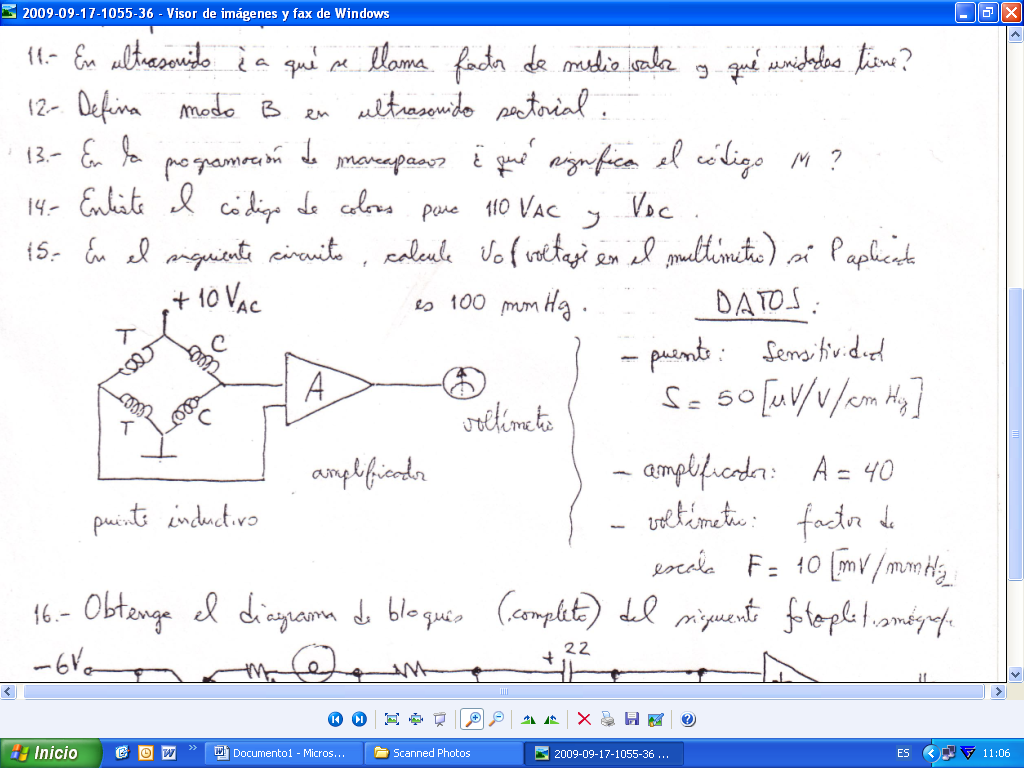 2009-09-17-1055-36 - Visor de imágenes y fax de Windows
11.- En ultrasonido ¿a qué se llama factor de medio valor y qué unidades tiene?
12.- Defina modo B en ultrasonido sectorial.
13.- En la programación de marcapasos ¿qué significa el código M?
14.- Enliste el código de colores para 110 VAC y VDC.
15.- En el siguiente circuito, calcule Vo (voltaje en el multímetro) si P aplicada
es 100 mmHg.
DATOS:
+10 VAC
T
C
T
C
A
voltímetro
amplificador
puente inductivo
- puente: Sensitividad
S = 50 [uV/V/cmHg]
- amplificador: A = 40
- voltímetro: factor de
escala F = 10 [mV/mmHg
16.- Obtenga el diagrama de bloques (completo) del siguiente fotopletismógrafo
-6V
+
22
Inicio
Documento1 - Micros...
Scanned Photos
2009-09-17-1055-36 ...
ES
11:06